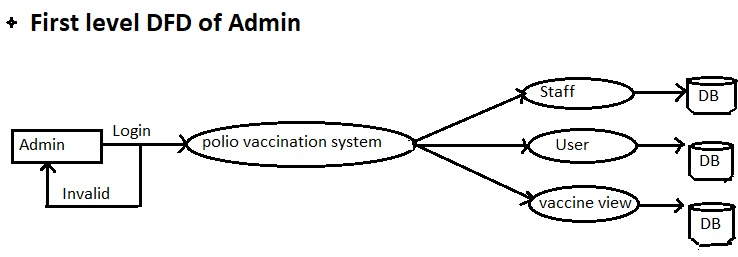 First level DFD of Admin
Staff
DB
Login
Admin
polio vaccination system
User
DB
Invalid
vaccine view
DB